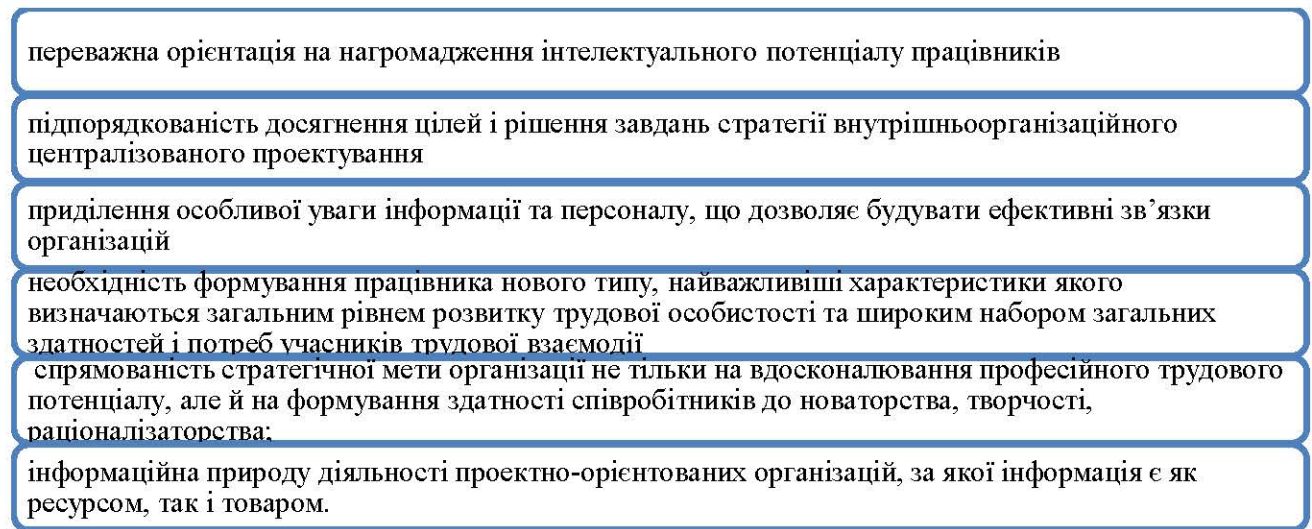 переважна орієнтація на нагромадження інтелектуального потенціалу працівників
підпорядкованість досягнення цілей і рішення завдань стратегії внутрішньоорганізаційного
централізованого проектування
приділення особливої уваги інформації та персоналу, що дозволяє будувати ефективні зв’язки
організацій
необхідність формування працівника нового типу, найважливіші характеристики якого
визначаються загальним рівнем розвитку трудової особистості та широким набором загальних
здатностей і потреб учасників трудової взаємодії
спрямованість стратегічної мети організації не тільки на вдосконалювання професійного трудового
потенціалу, але й на формування здатності співробітників до новаторства, творчості,
раціоналізаторства;
інформаційна природу діяльності проектно-орієнтованих організацій, за якої інформація є як
ресурсом, так і товаром.